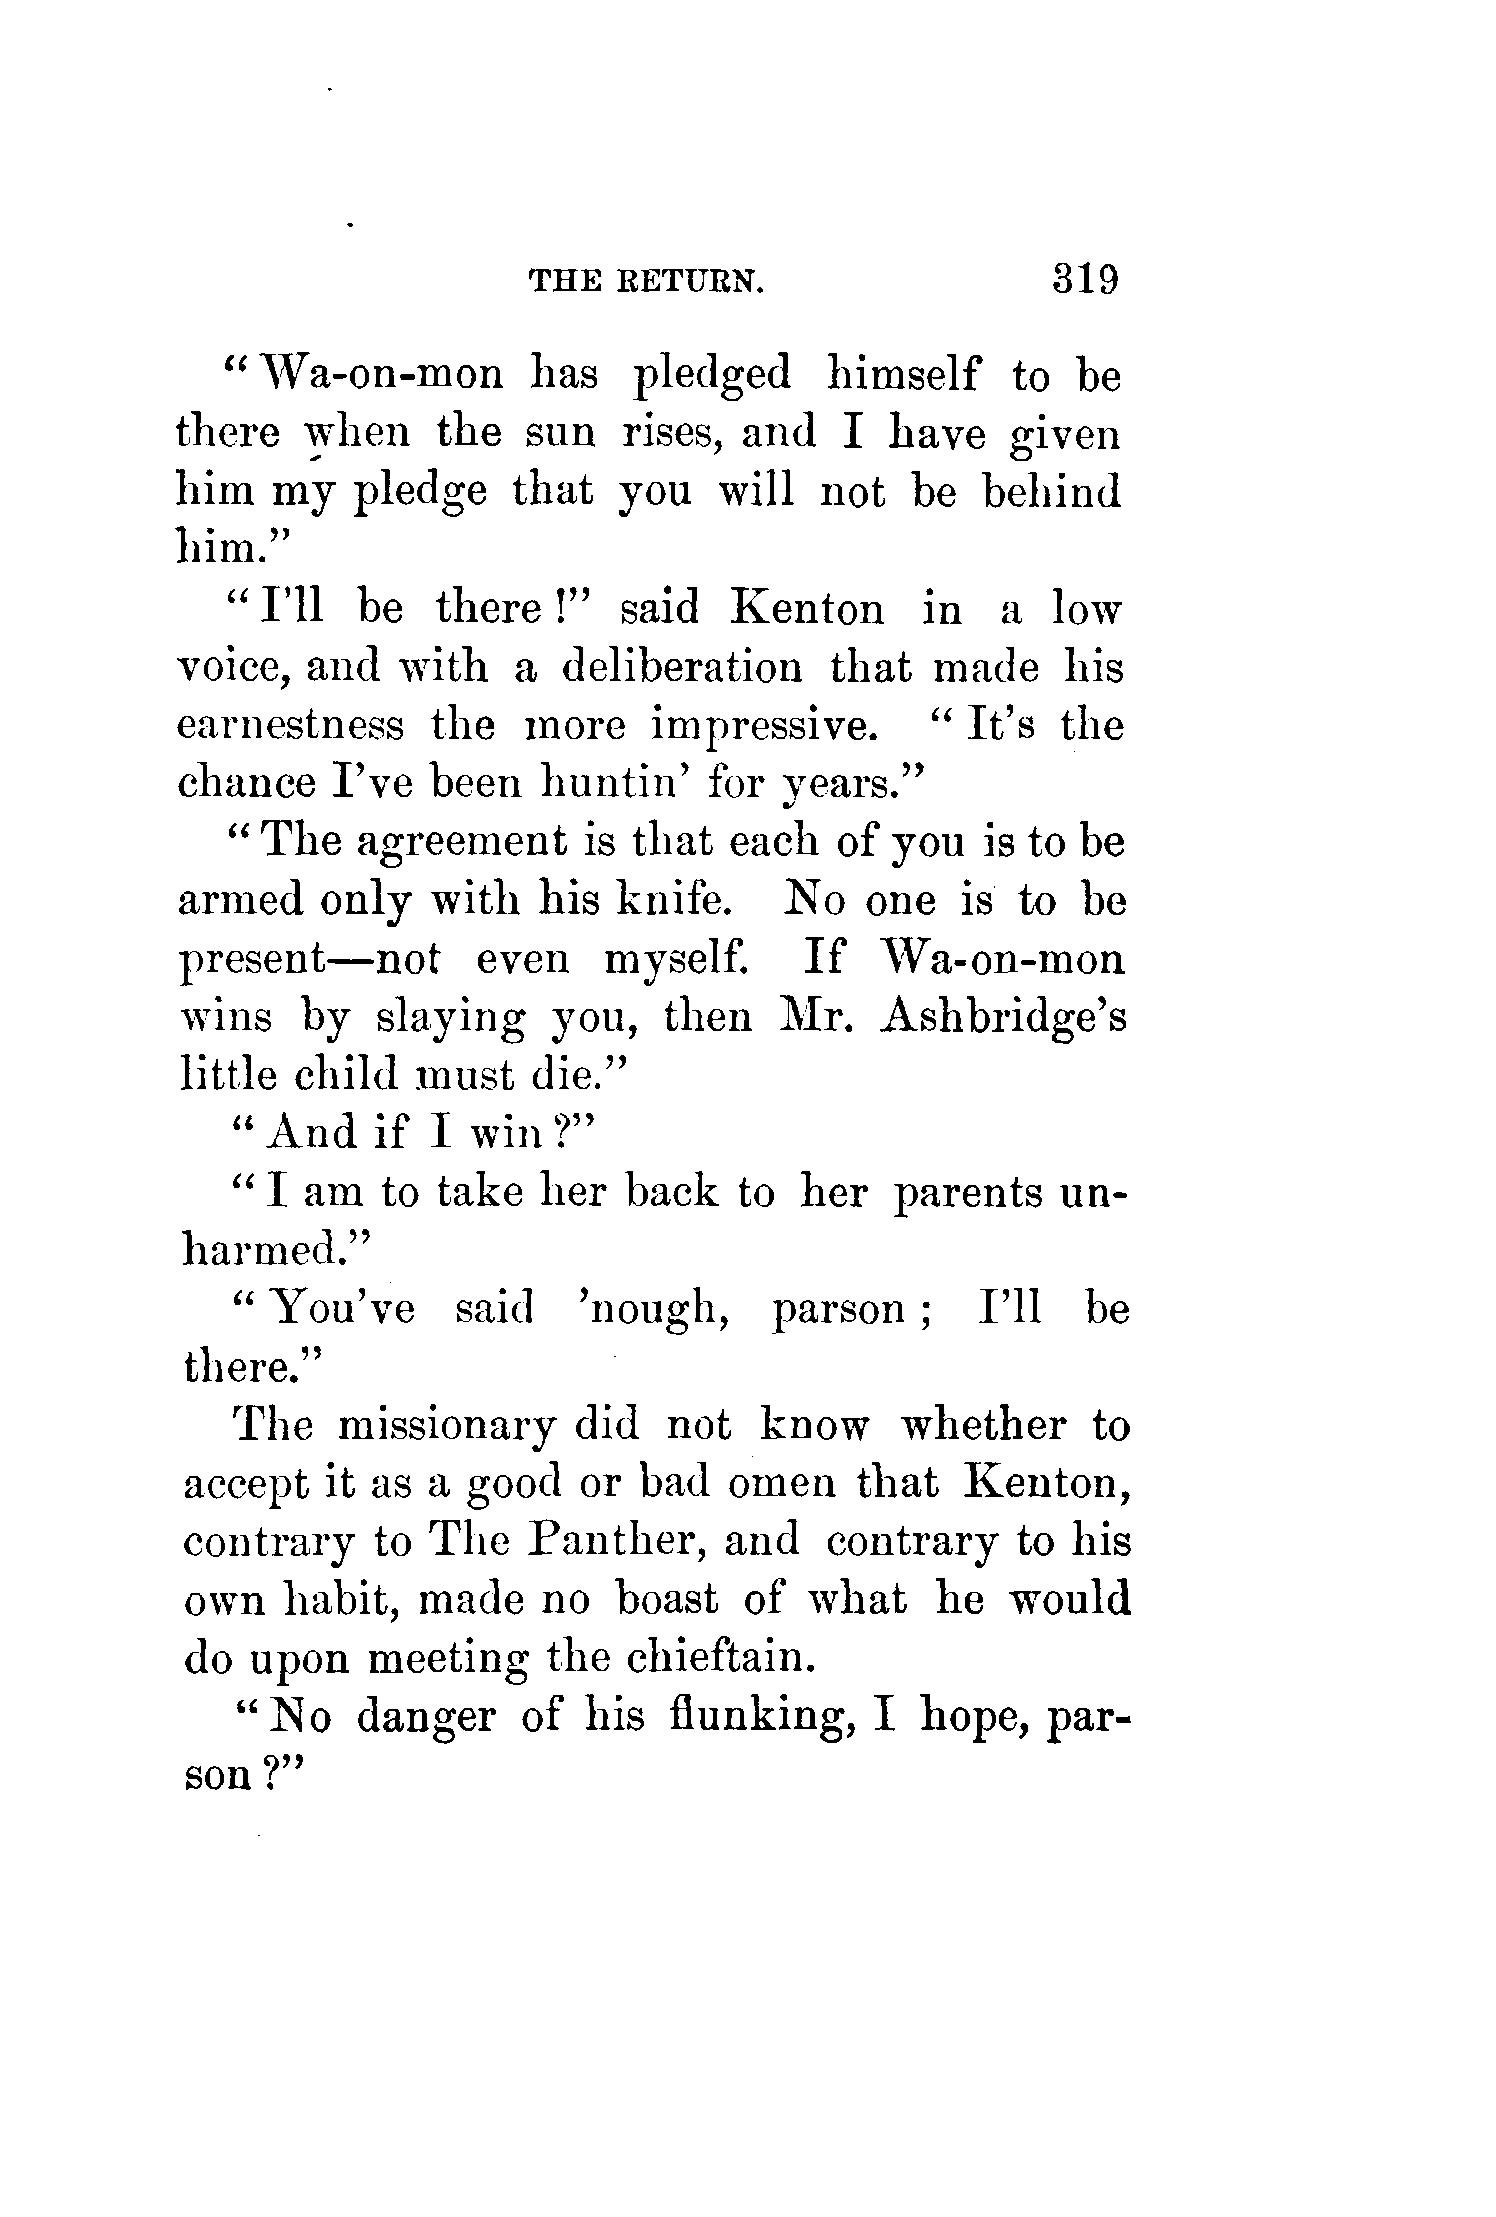 THE RETURN. 319
“Wa-on-mon has pledged himself to be
there when the sun rises, and I have given
him my pledge that you will not be behind
him.”
“I'll be there!” said Kenton in a low
voice, and with a deliberation that made his
earnestness the more impressive. “It's the
chance I've been huntin' for years.”
“The agreement is that each of you is to be
armed only with his knife. No one is to be
present—not even myself. If Wa-on-mon
wins by slaying you, then Mr. Ashbridge's
little child must die.”
“And if I win?”
“I am to take her back to her parents un-
harmed.”
“You've said 'nough, parson; I'll be
there.”
The missionary did not know whether to
accept it as a good or bad omen that Kenton,
contrary to The Panther, and contrary to his
own habit, made no boast of what he would
do upon meeting the chieftain.
“No danger of his flunking, I hope, par-
son?”